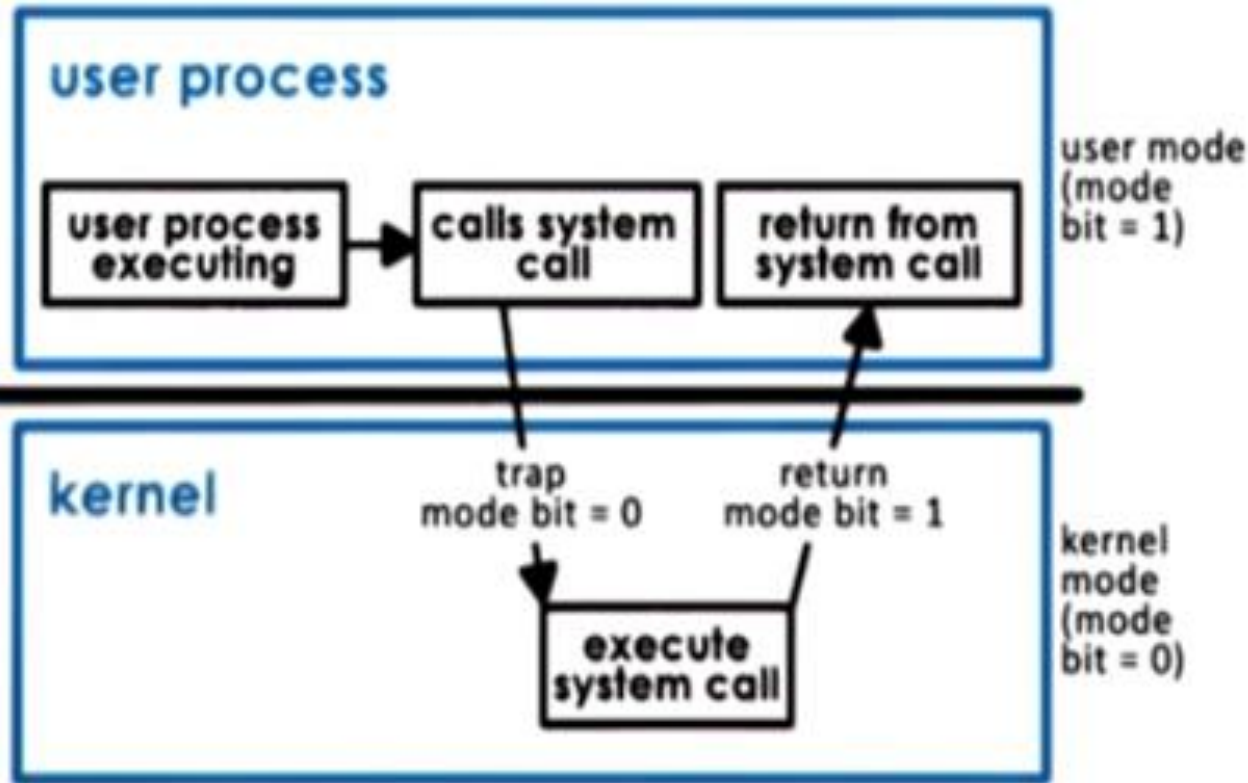 user process
user process
executing
calls system
call
return from
system call
user mode
(mode
bit = 1)
kernel
trap
mode bit = 0
return
mode bit = 1
execute
system call
kernel
mode
(mode
bit = 0)